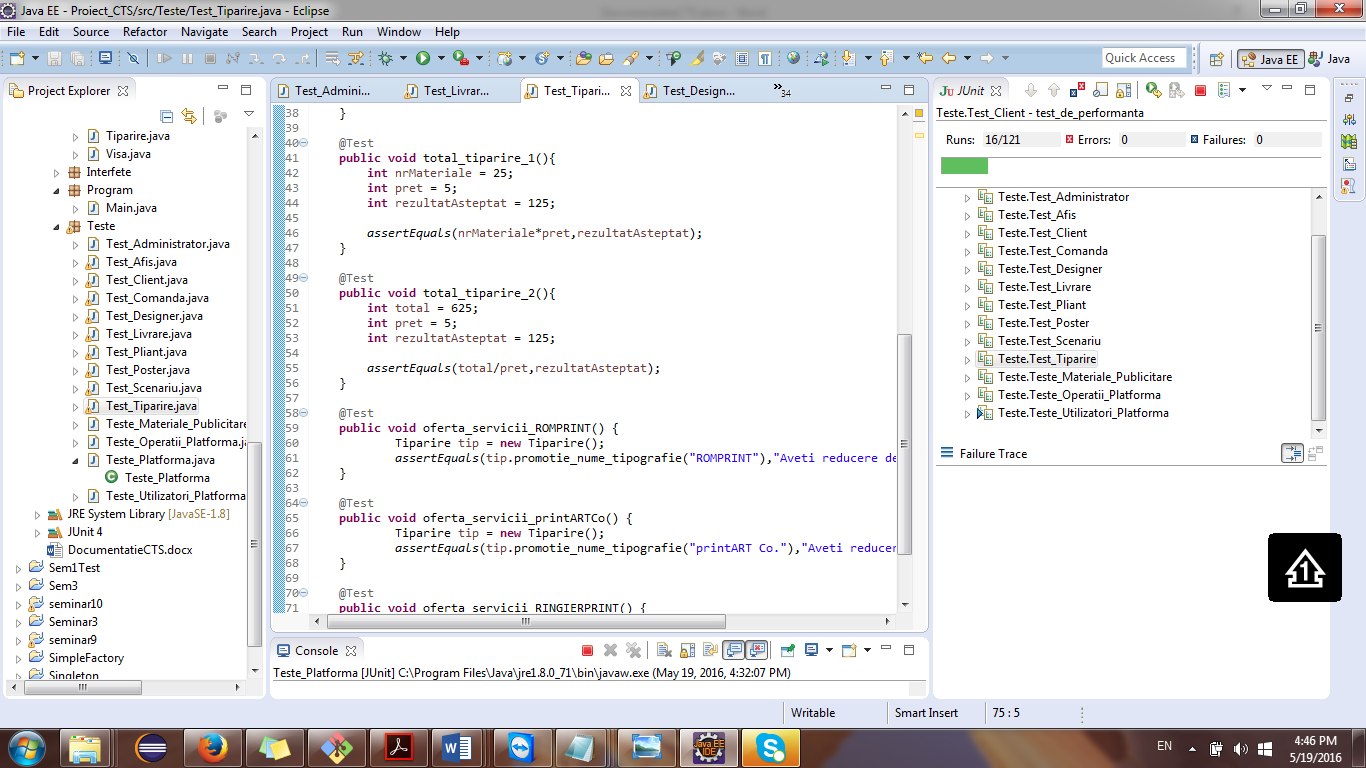 Java EE - Proiect_CTS/src/Teste/Test_Tiparire.java - Eclipse
File Edit Source Refactor Navigate Search Project Run Window Help
Quick Access
Java EE
Java
Project Explorer
Tiparire.java
Visa.java
Interfete
Program
Main.java
Teste
Test_Administrator.java
Test_Afis.java
Test_Client.java
Test_Comanda.java
Test_Designer.java
Test_Livrare.java
Test_Pliant.java
Test_Poster.java
Test_Scenariu.java
Test_Tiparire.java
Teste_Materiale_Publicitare
Teste_Operatii_Platforma.ja
Teste_Platforma.java
Teste_Platforma
Teste_Utilizatori_Platforma
JRE System Library [JavaSE-1.8]
JUnit 4
DocumentatieCTS.docx
Sem1Test
Sem3
seminar10
Seminar3
seminar9
SimpleFactory
Singleton
Test_Admini... Test_Livrar... Test_Tipari... Test_Design... 34
38 }
39
40 @Test
41 public void total_tiparire_1(){
42 int nrMateriale = 25;
43 int pret = 5;
44 int rezultatAsteptat = 125;
45
46 assertEquals(nrMateriale*pret,rezultatAsteptat);
47 }
48
49 @Test
50 public void total_tiparire_2(){
51 int total = 625;
52 int pret = 5;
53 int rezultatAsteptat = 125;
54
55 assertEquals(total/pret,rezultatAsteptat);
56 }
57
58 @Test
59 public void oferta_servicii_ROMPRINT() {
60 Tiparire tip = new Tiparire();
61 assertEquals(tip.promotie_nume_tipografie("ROMPRINT"),"Aveti reducere de
62 }
63
64 @Test
65 public void oferta_servicii_printARTCo() {
66 Tiparire tip = new Tiparire();
67 assertEquals(tip.promotie_nume_tipografie("printART Co."),"Aveti reducer
68 }
69
70 @Test
71 public void oferta_servicii_RINGIERPRINT() {
Console
Teste_Platforma [JUnit] C:\Program Files\Java\jre1.8.0_71\bin\javaw.exe (May 19, 2016, 4:32:07 PM)
JUnit
Teste.Test_Client - test_de_performanta
Runs: 16/121 Errors: 0 Failures: 0
Teste.Test_Administrator
Teste.Test_Afis
Teste.Test_Client
Teste.Test_Comanda
Teste.Test_Designer
Teste.Test_Livrare
Teste.Test_Pliant
Teste.Test_Poster
Teste.Test_Scenariu
Teste.Test_Tiparire
Teste.Teste_Materiale_Publicitare
Teste.Teste_Operatii_Platforma
Teste.Teste_Utilizatori_Platforma
Failure Trace
1
Writable Smart Insert 75 : 5
Java EE IDE
EN
4:46 PM
5/19/2016